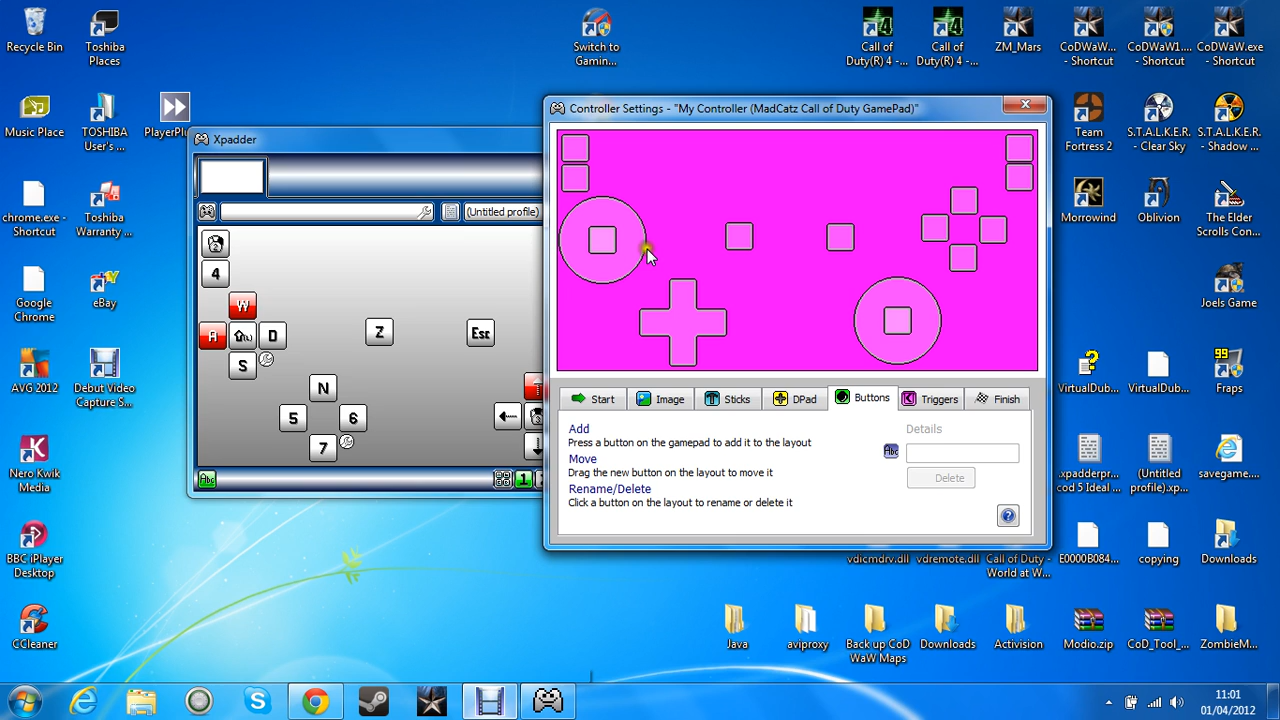 Recycle Bin
Toshiba
Places
Switch to
Gamin...
Call of
Duty(R) 4 -...
Call of
Duty(R) 4 -...
ZM_Mars
CoDWaW...
- Shortcut
CoDWaW1....
- Shortcut
CoDWaW.exe
- Shortcut
Music Place
TOSHIBA
User's ...
Team
Fortress 2
S.T.A.L.K.E.R.
- Clear Sky
S.T.A.L.K.E.R.
- Shadow ...
Xpadder
(Untitled profile)
2
4
W
A
D
S
Z
Esc
N
5
6
7
Abc
1
Controller Settings - "My Controller (MadCatz Call of Duty GamePad)"
Start
Image
Sticks
DPad
Buttons
Triggers
Finish
Add
Press a button on the gamepad to add it to the layout
Move
Drag the new button on the layout to move it
Rename/Delete
Click a button on the layout to rename or delete it
Details
Abc
Delete
chrome.exe -
Shortcut
Toshiba
Warranty ...
Morrowind
Oblivion
The Elder
Scrolls Con...
Google
Chrome
eBay
Joels Game
AVG 2012
Debut Video
Capture S...
VirtualDub...
VirtualDub...
99
Fraps
Nero Kwik
Media
.xpadderpr...
cod 5 Ideal ...
(Untitled
profile).xp...
savegame....
BBC iPlayer
Desktop
vdicmdrv.dll
vdremote.dll
Call of Duty -
World at W...
E0000B084...
copying
Downloads
CCleaner
Java
aviproxy
Back up CoD
WaW Maps
Downloads
Activision
Modio.zip
CoD_Tool_...
ZombieM...
11:01
01/04/2012